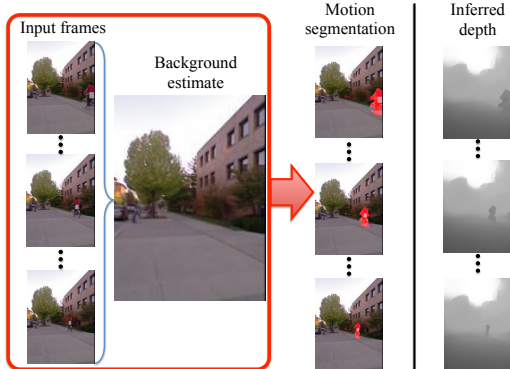 Input frames
Background
estimate
Motion
segmentation
Inferred
depth